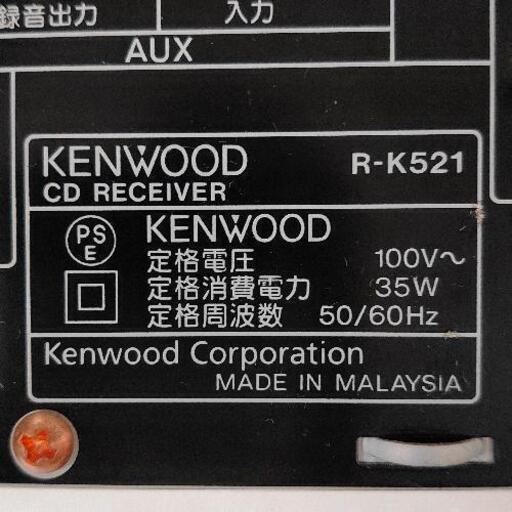 録音出力 入力
AUX
KENWOOD R-K521
CD RECEIVER
PS
E
KENWOOD
定格電圧 100V～
定格消費電力 35W
定格周波数 50/60Hz
Kenwood Corporation
MADE IN MALAYSIA